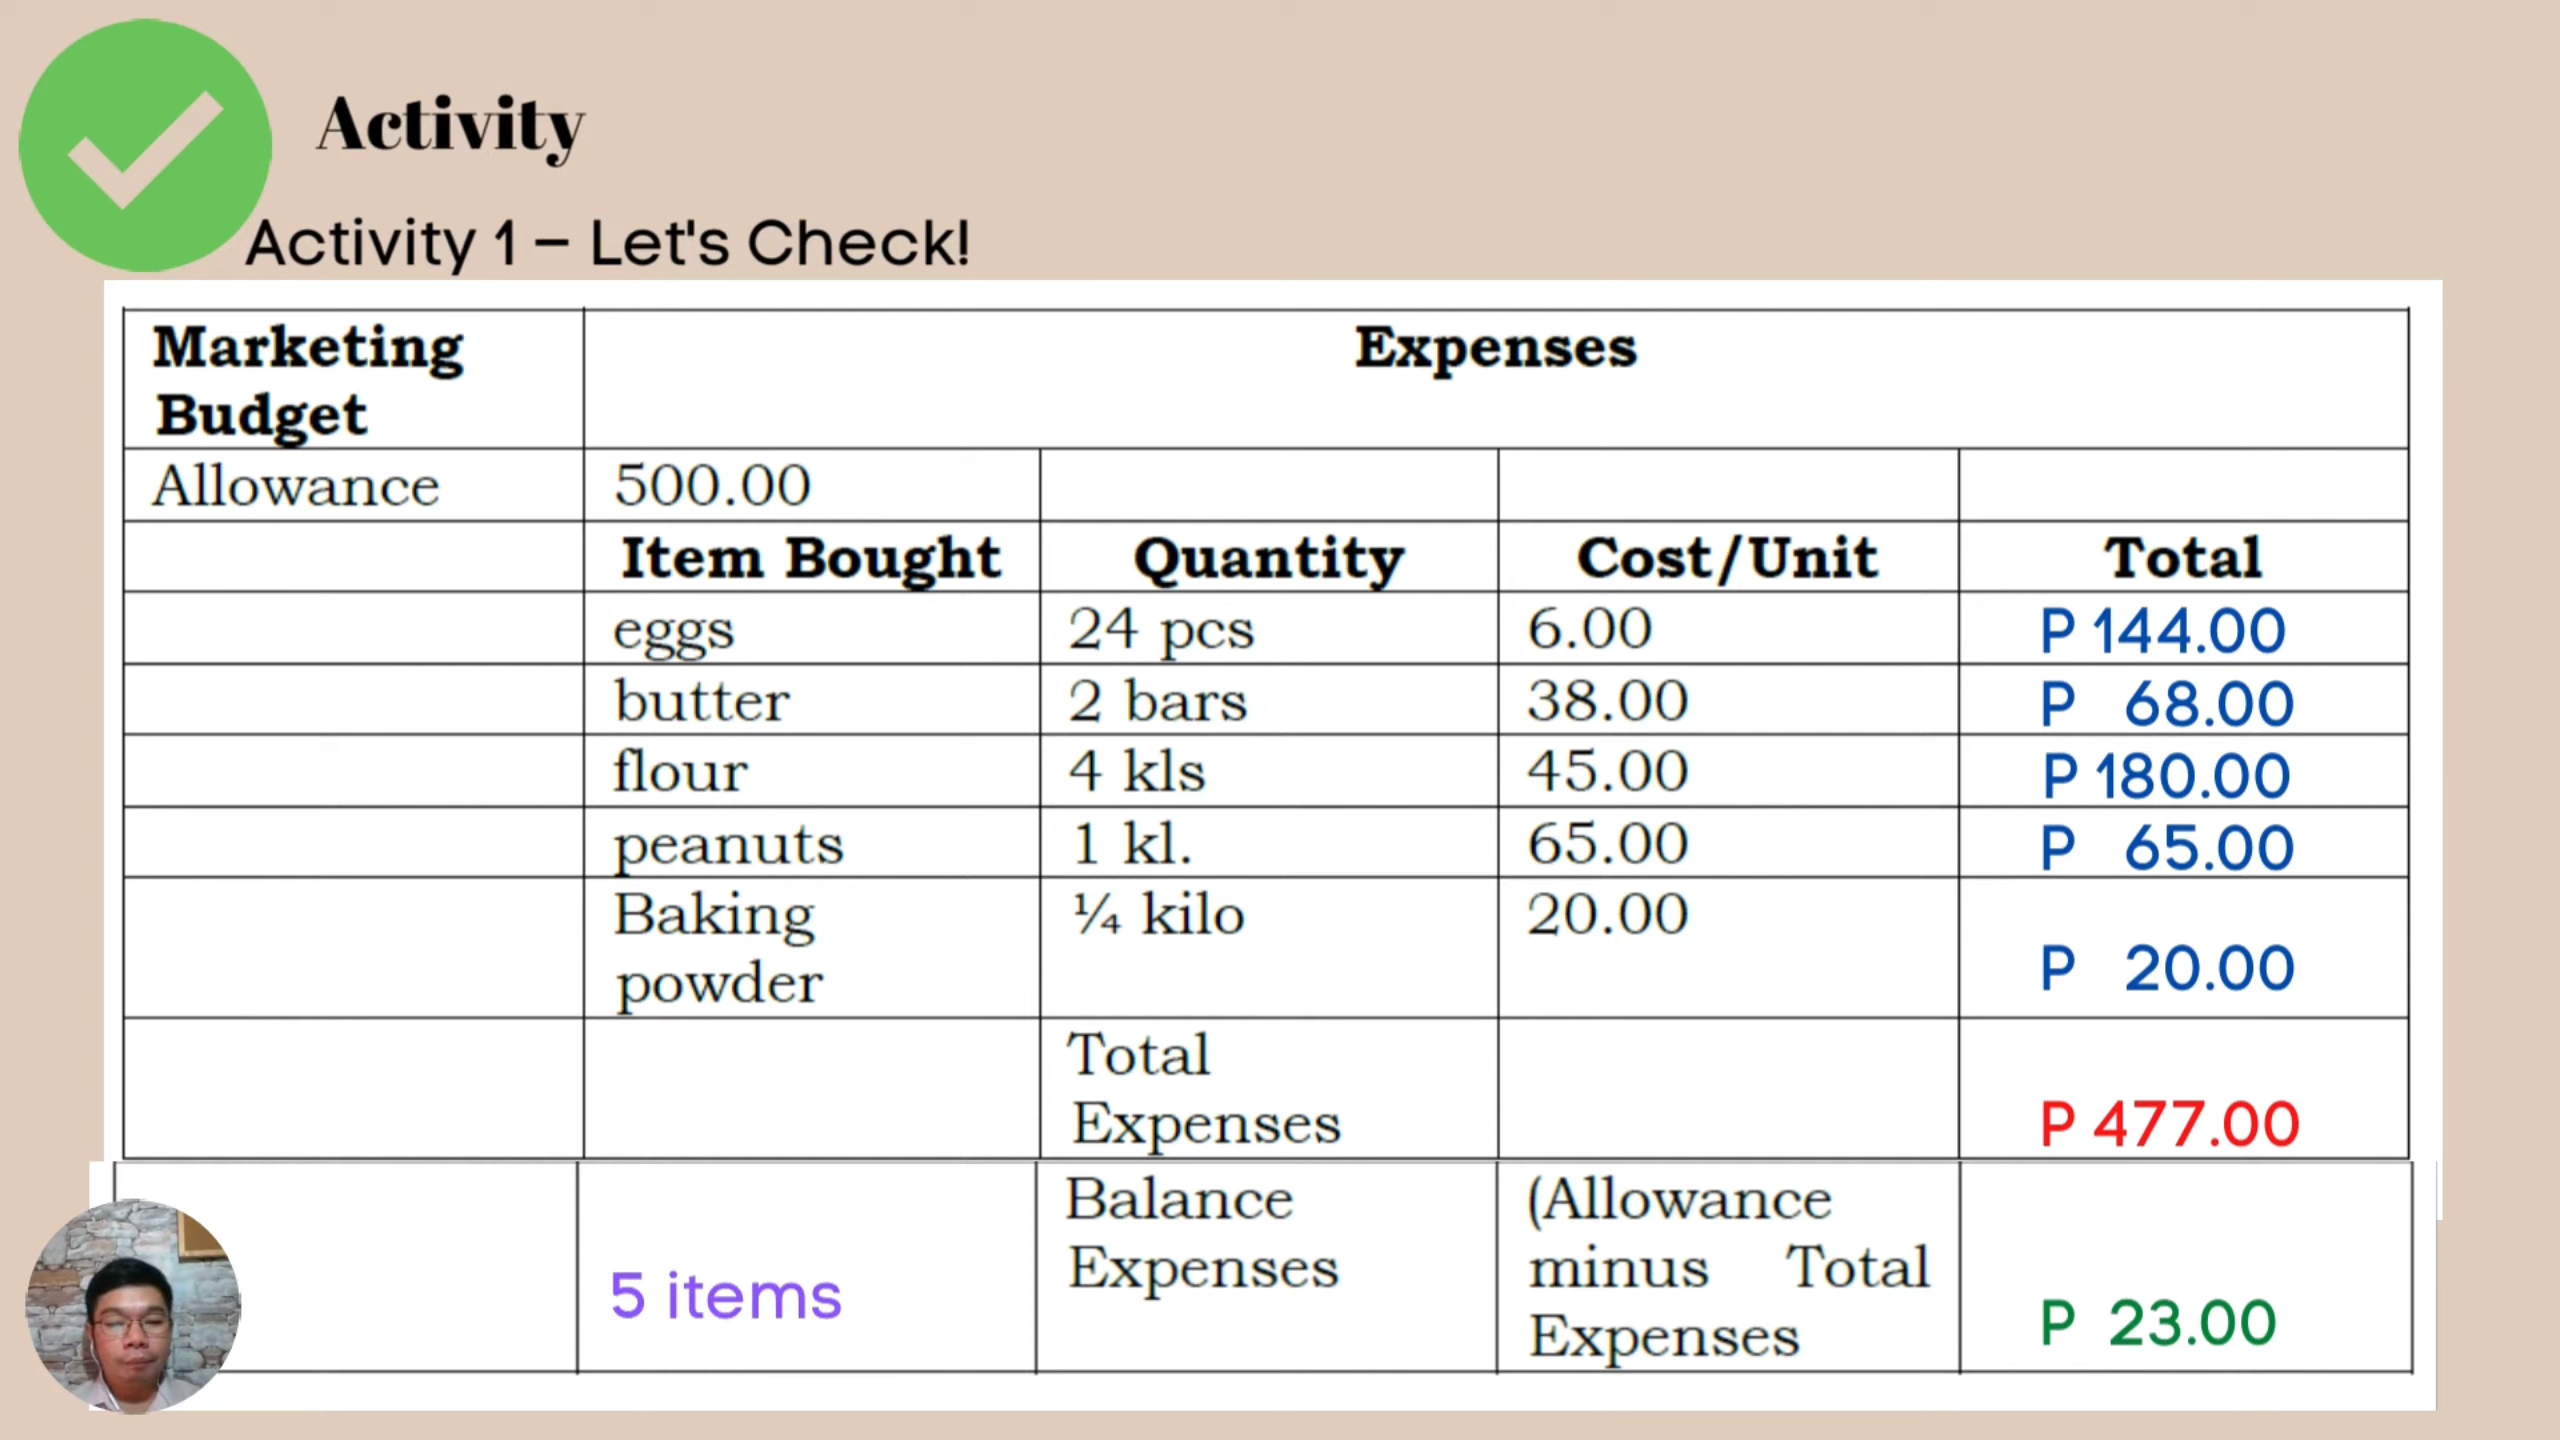 Activity
Activity 1 – Let's Check!
Marketing Budget Expenses
Allowance 500.00
Item Bought Quantity Cost/Unit Total
eggs 24 pcs 6.00 P 144.00
butter 2 bars 38.00 P 68.00
flour 4 kls 45.00 P 180.00
peanuts 1 kl. 65.00 P 65.00
Baking powder ¼ kilo 20.00 P 20.00
Total Expenses P 477.00
5 items Balance Expenses (Allowance minus Total Expenses P 23.00